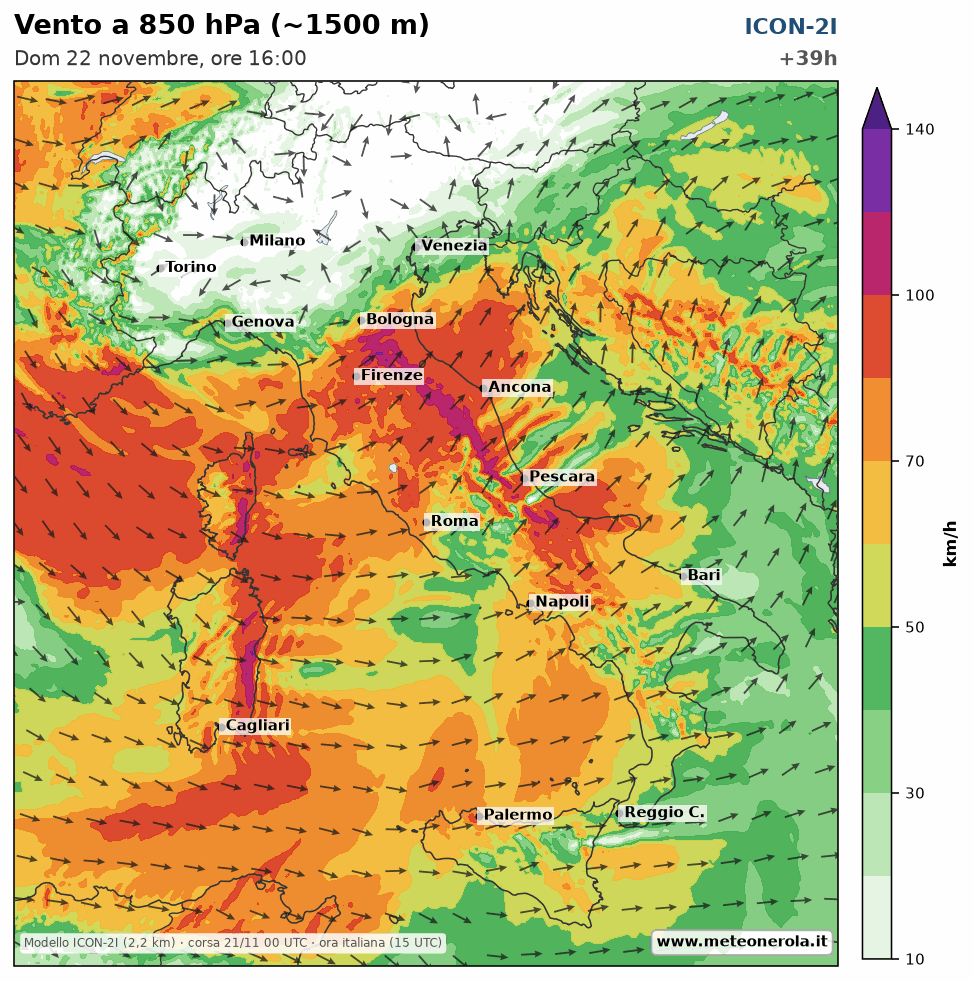 Vento a 850 hPa (~1500 m)
ICON-2I
Dom 22 novembre, ore 16:00
+39h
140
Milano
Venezia
Torino
100
Genova
Bologna
Firenze
Ancona
70
Pescara
Roma
km/h
Bari
Napoli
50
Cagliari
30
Palermo
Reggio C.
Modello ICON-2I (2,2 km) · corsa 21/11 00 UTC · ora italiana (15 UTC)
www.meteonerola.it
10